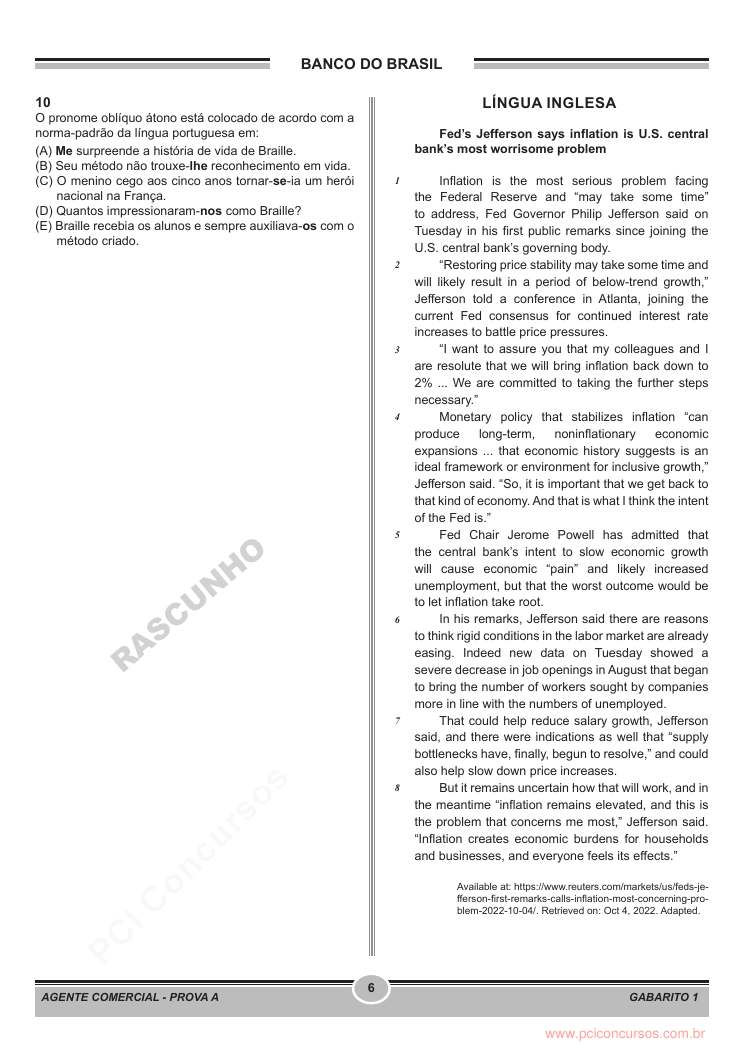 BANCO DO BRASIL
10
O pronome oblíquo átono está colocado de acordo com a
norma-padrão da língua portuguesa em:
(A) Me surpreende a história de vida de Braille.
(B) Seu método não trouxe-lhe reconhecimento em vida.
(C) O menino cego aos cinco anos tornar-se-ia um herói
nacional na França.
(D) Quantos impressionaram-nos como Braille?
(E) Braille recebia os alunos e sempre auxiliava-os com o
método criado.
RASCUNHO
PCI Concursos
LÍNGUA INGLESA
Fed’s Jefferson says inflation is U.S. central
bank’s most worrisome problem
1 Inflation is the most serious problem facing
the Federal Reserve and “may take some time”
to address, Fed Governor Philip Jefferson said on
Tuesday in his first public remarks since joining the
U.S. central bank’s governing body.
2 “Restoring price stability may take some time and
will likely result in a period of below-trend growth,”
Jefferson told a conference in Atlanta, joining the
current Fed consensus for continued interest rate
increases to battle price pressures.
3 “I want to assure you that my colleagues and I
are resolute that we will bring inflation back down to
2% ... We are committed to taking the further steps
necessary.”
4 Monetary policy that stabilizes inflation “can
produce long-term, noninflationary economic
expansions ... that economic history suggests is an
ideal framework or environment for inclusive growth,”
Jefferson said. “So, it is important that we get back to
that kind of economy. And that is what I think the intent
of the Fed is.”
5 Fed Chair Jerome Powell has admitted that
the central bank’s intent to slow economic growth
will cause economic “pain” and likely increased
unemployment, but that the worst outcome would be
to let inflation take root.
6 In his remarks, Jefferson said there are reasons
to think rigid conditions in the labor market are already
easing. Indeed new data on Tuesday showed a
severe decrease in job openings in August that began
to bring the number of workers sought by companies
more in line with the numbers of unemployed.
7 That could help reduce salary growth, Jefferson
said, and there were indications as well that “supply
bottlenecks have, finally, begun to resolve,” and could
also help slow down price increases.
8 But it remains uncertain how that will work, and in
the meantime “inflation remains elevated, and this is
the problem that concerns me most,” Jefferson said.
“Inflation creates economic burdens for households
and businesses, and everyone feels its effects.”
Available at: https://www.reuters.com/markets/us/feds-je-
fferson-first-remarks-calls-inflation-most-concerning-pro-
blem-2022-10-04/. Retrieved on: Oct 4, 2022. Adapted.
AGENTE COMERCIAL - PROVA A
6
GABARITO 1
www.pciconcursos.com.br